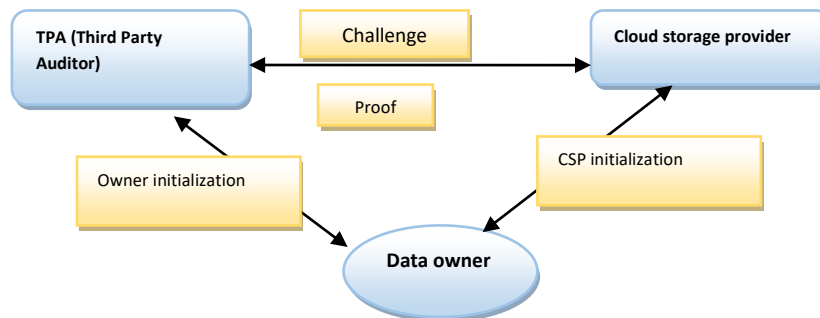 TPA (Third Party
Auditor)
Challenge
Cloud storage provider
Proof
Owner initialization
CSP initialization
Data owner